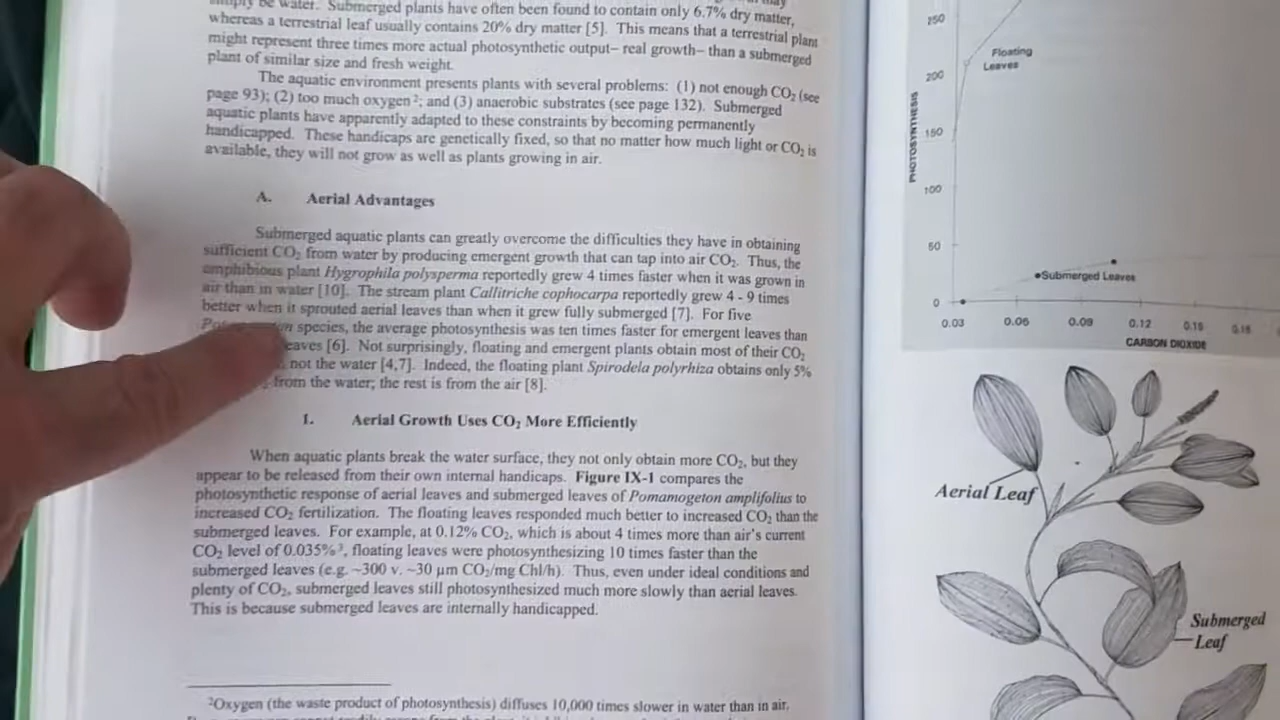 simply be water. Submerged plants have often been found to contain only 6.7% dry matter,
whereas a terrestrial leaf usually contains 20% dry matter [5]. This means that a terrestrial plant
might represent three times more actual photosynthetic output– real growth– than a submerged
plant of similar size and fresh weight.
The aquatic environment presents plants with several problems: (1) not enough CO₂ (see
page 93); (2) too much oxygen²; and (3) anaerobic substrates (see page 132). Submerged
aquatic plants have apparently adapted to these constraints by becoming permanently
handicapped. These handicaps are genetically fixed, so that no matter how much light or CO₂ is
available, they will not grow as well as plants growing in air.
A. Aerial Advantages
Submerged aquatic plants can greatly overcome the difficulties they have in obtaining
sufficient CO₂ from water by producing emergent growth that can tap into air CO₂. Thus, the
amphibious plant Hygrophila polysperma reportedly grew 4 times faster when it was grown in
air than in water [10]. The stream plant Callitriche cophocarpa reportedly grew 4 - 9 times
better when it sprouted aerial leaves than when it grew fully submerged [7]. For five
species, the average photosynthesis was ten times faster for emergent leaves than
eaves [6]. Not surprisingly, floating and emergent plants obtain most of their CO₂
not the water [4,7]. Indeed, the floating plant Spirodela polyrhiza obtains only 5%
from the water; the rest is from the air [8].
1. Aerial Growth Uses CO₂ More Efficiently
When aquatic plants break the water surface, they not only obtain more CO₂, but they
appear to be released from their own internal handicaps. Figure IX-1 compares the
photosynthetic response of aerial leaves and submerged leaves of Pomamogeton amplifolius to
increased CO₂ fertilization. The floating leaves responded much better to increased CO₂ than the
submerged leaves. For example, at 0.12% CO₂, which is about 4 times more than air's current
CO₂ level of 0.035%³, floating leaves were photosynthesizing 10 times faster than the
submerged leaves (e.g. ~300 v. ~30 µm CO₂/mg Chl/h). Thus, even under ideal conditions and
plenty of CO₂, submerged leaves still photosynthesized much more slowly than aerial leaves.
This is because submerged leaves are internally handicapped.
²Oxygen (the waste product of photosynthesis) diffuses 10,000 times slower in water than in air.
250
Floating
Leaves
200
PHOTOSYNTHESIS
150
100
50
Submerged Leaves
0
0.03 0.06 0.09 0.12 0.15 0.18
CARBON DIOXIDE
Aerial Leaf
Submerged
Leaf